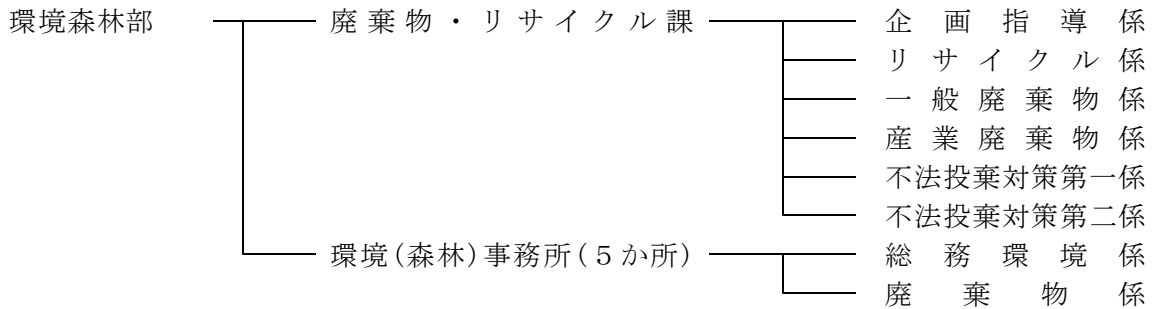 環境森林部 廃棄物・リサイクル課 企画指導係
リサイクル係
一般廃棄物係
産業廃棄物係
不法投棄対策第一係
不法投棄対策第二係
環境(森林)事務所(5か所) 総務環境係
廃棄物係